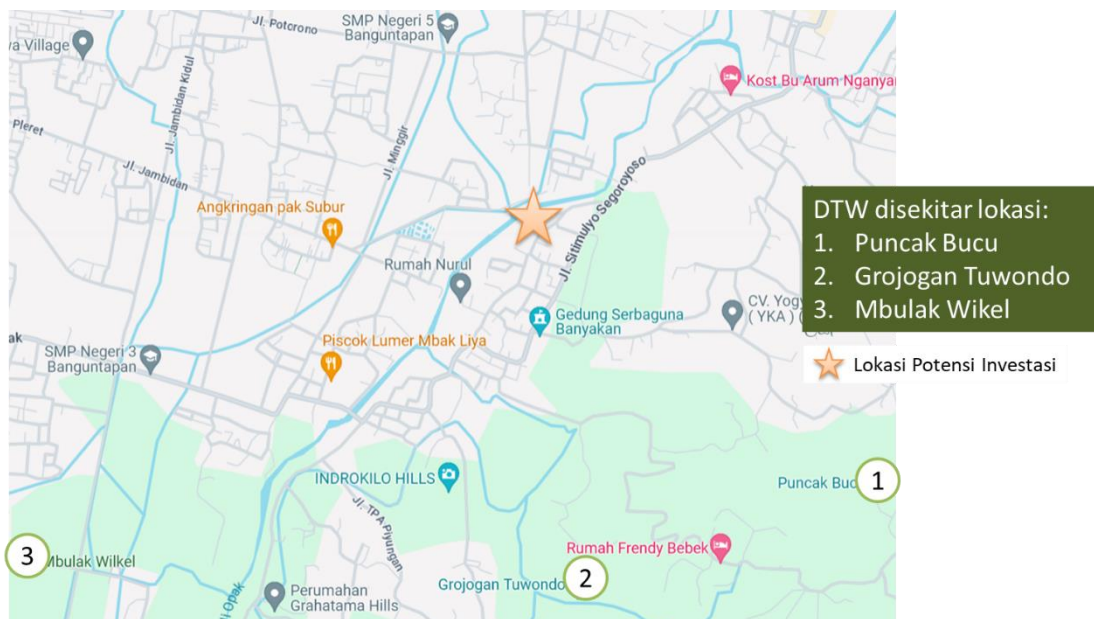 Jl. Potcrono
SMP Negeri 5
Banguntapan
va Village
Kost Bu Arum Nganyar
Jl. Jambidan Kidul
Pleret
Jl. Minggir
Jl. Jambidan
Angkringan pak Subur
Jl. Sitimulyo Segoroyoso
Rumah Nurul
DTW disekitar lokasi:
1. Puncak Bucu
2. Grojogan Tuwondo
3. Mbulak Wikel
CV. Yogy
( YKA ) (
Gedung Serbaguna
Banyakan
ak
SMP Negeri 3
Banguntapan
Piscok Lumer Mbak Liya
Lokasi Potensi Investasi
INDROKILO HILLS
Puncak Buc
1
Jl. TPA Piyungan
3
Mbulak Wilkel
Rumah Frendy Bebek
Grojogan Tuwondo
2
Perumahan
Grahatama Hills
Opak